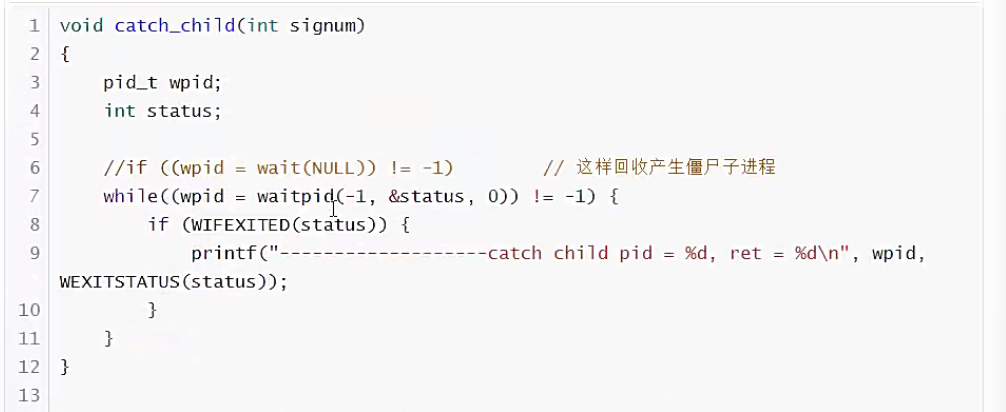 1 void catch_child(int signum)
2 {
3     pid_t wpid;
4     int status;
5
6     //if ((wpid = wait(NULL)) != -1)        // 这样回收产生僵尸子进程
7     while((wpid = waitpid(-1, &status, 0)) != -1) {
8         if (WIFEXITED(status)) {
9             printf("-------------------catch child pid = %d, ret = %d\n", wpid,
WEXITSTATUS(status));
10         }
11     }
12 }
13